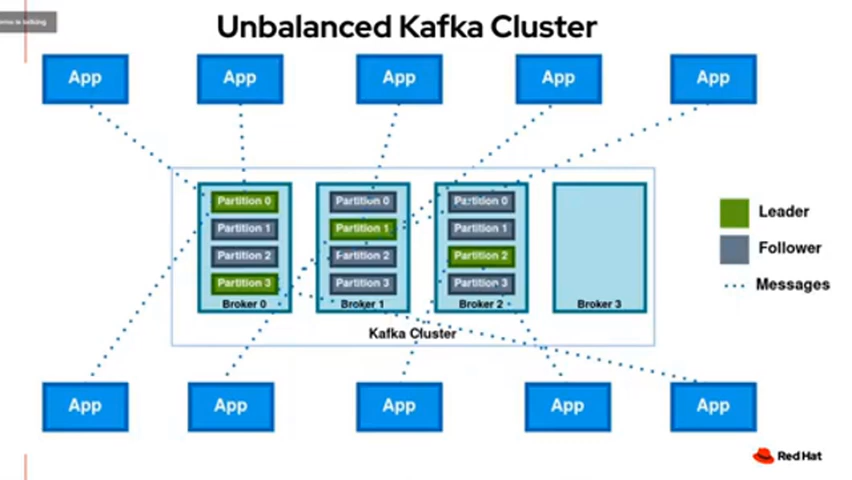 Unbalanced Kafka Cluster
App App App App App
Partition 0 Partition 0 Partition 0
Partition 1 Partition 1 Partition 1
Partition 2 Partition 2 Partition 2
Partition 3 Partition 3 Partition 3
Broker 0 Broker 1 Broker 2 Broker 3
Kafka Cluster
Leader
Follower
Messages
App App App App App
Red Hat